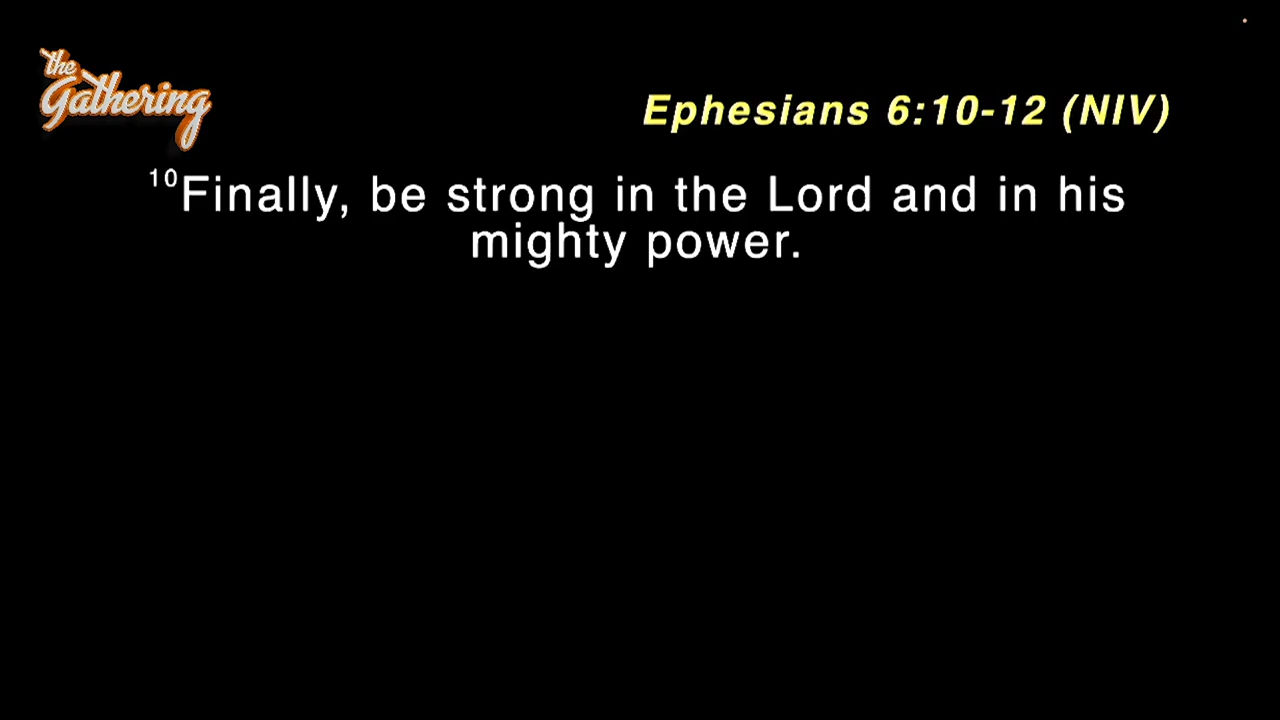 the
Gathering
Ephesians 6:10-12 (NIV)
10Finally, be strong in the Lord and in his
mighty power.